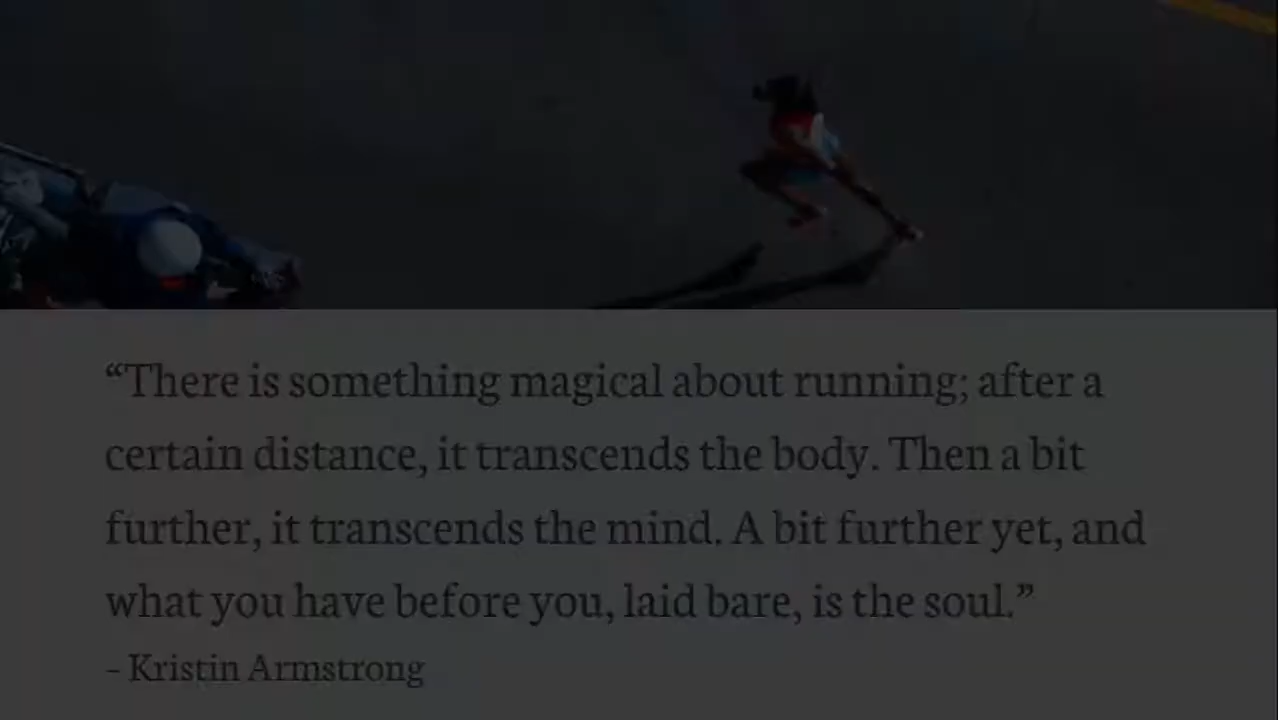 “There is something magical about running; after a
certain distance, it transcends the body. Then a bit
further, it transcends the mind. A bit further yet, and
what you have before you, laid bare, is the soul.”
– Kristin Armstrong